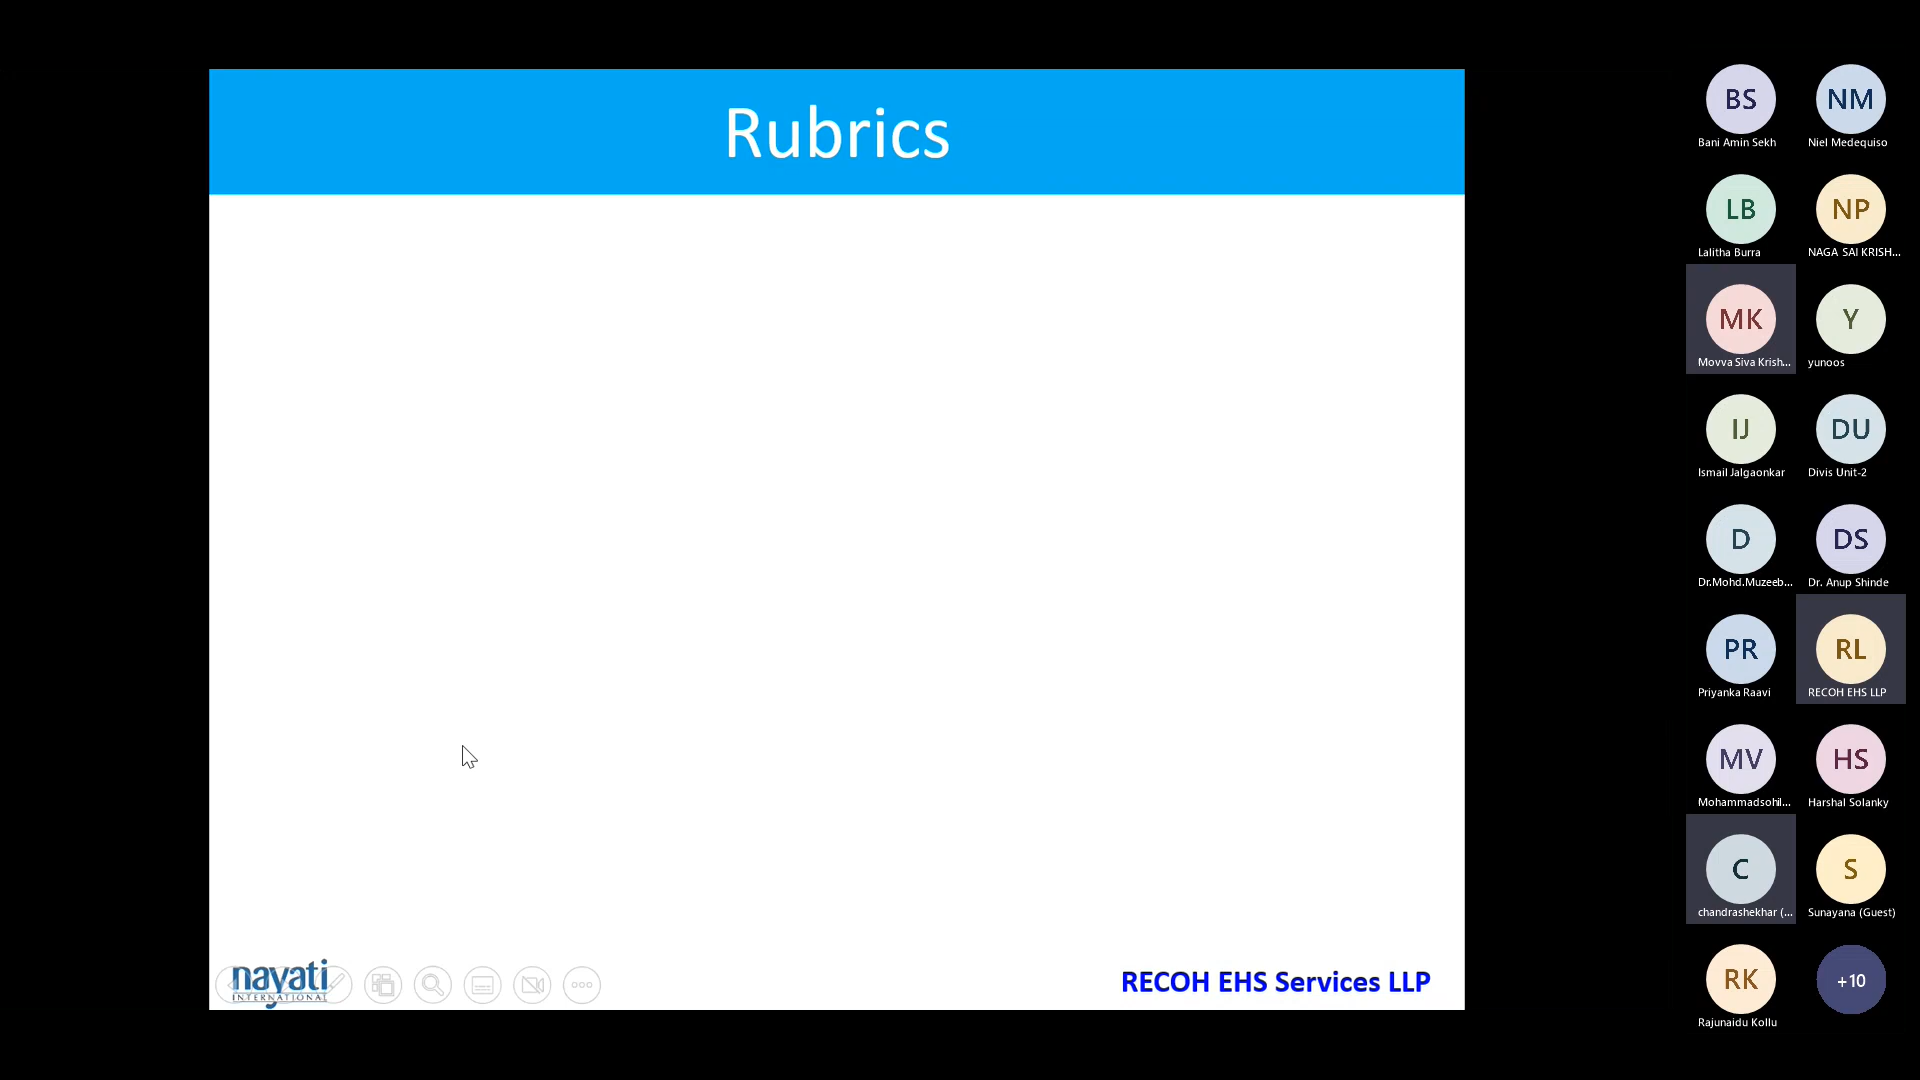 Rubrics
nayati
INTERNATIONAL
RECOH EHS Services LLP
BS
Bani Amin Sekh
NM
Niel Medequiso
LB
Lalitha Burra
NP
NAGA SAI KRISH...
MK
Movva Siva Krish...
Y
yunoos
IJ
Ismail Jalgaonkar
DU
Divis Unit-2
D
Dr.Mohd.Muzeeb...
DS
Dr. Anup Shinde
PR
Priyanka Raavi
RL
RECOH EHS LLP
MV
Mohammadsohil...
HS
Harshal Solanky
C
chandrashekhar (...
S
Sunayana (Guest)
RK
Rajunaidu Kollu
+10